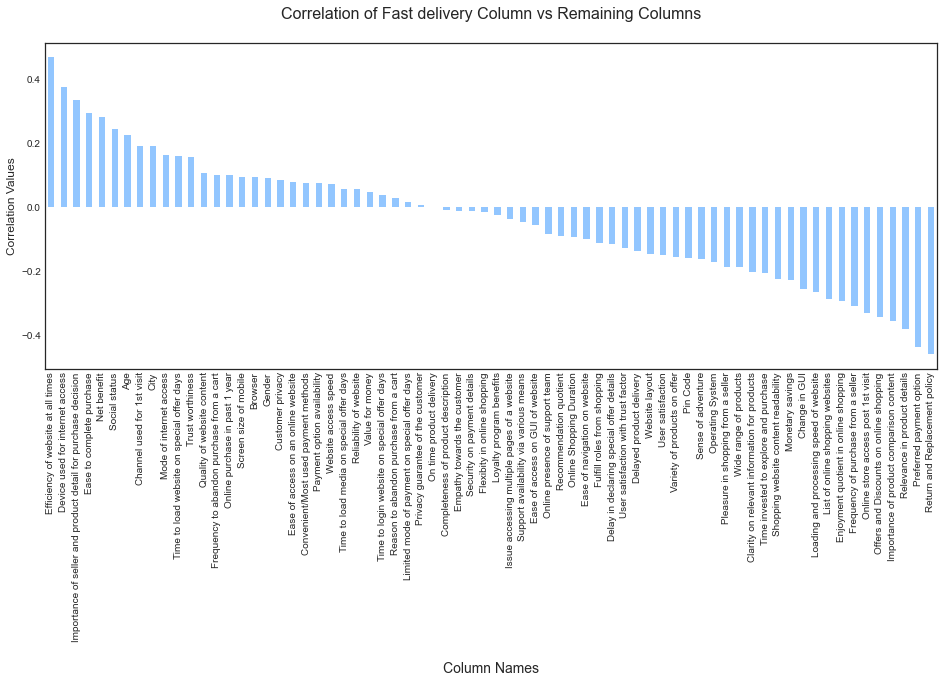 Correlation of Fast delivery Column vs Remaining Columns
Correlation Values
0.4
0.2
0.0
−0.2
−0.4
Efficiency of website at all times
Device used for internet access
Importance of seller and product detail for purchase decision
Ease to complete purchase
Net benefit
Social status
Age
Channel used for 1st visit
City
Mode of internet access
Time to load website on special offer days
Trust worthiness
Quality of website content
Frequency to abandon purchase from a cart
Online purchase in past 1 year
Screen size of mobile
Browser
Gender
Customer privacy
Ease of access on an online website
Convenient/Most used payment methods
Payment option availability
Website access speed
Time to load media on special offer days
Reliability of website
Value for money
Time to login website on special offer days
Reason to abandon purchase from a cart
Limited mode of payment on special offer days
Privacy guarantee of the customer
On time product delivery
Completeness of product description
Empathy towards the customer
Security on payment details
Flexibity in online shopping
Loyalty program benefits
Issue accessing multiple pages of a website
Support availability via various means
Ease of access on GUI of website
Online presence of support team
Recommendation quotient
Online Shopping Duration
Ease of navigation on website
Fulfill roles from shopping
Delay in declaring special offer details
User satisfaction with trust factor
Delayed product delivery
Website layout
User satisfaction
Variety of products on offer
Pin Code
Sense of adventure
Operating System
Pleasure in shopping from a seller
Wide range of products
Clarity on relevant information for products
Time invested to explore and purchase
Shopping website content readability
Monetary savings
Change in GUI
Loading and processing speed of website
List of online shopping websites
Enjoyment quotient in online shopping
Frequency of purchase from a seller
Online store access post 1st visit
Offers and Discounts on online shopping
Importance of product comparison content
Relevance in product details
Preferred payment option
Return and Replacement policy
Column Names